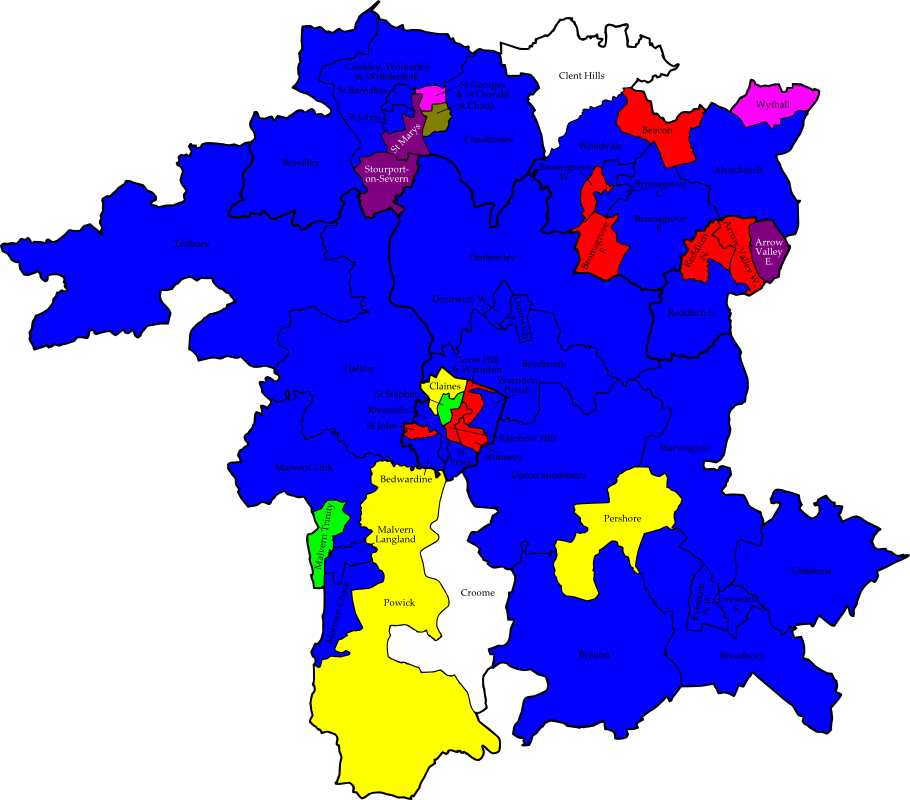 Clent Hills
Cookley, Wolverley
& Whibbenhall
St Barnabas
St Georges
& St Oswald
St Chads
Wythall
St Johns
St Marys
Chaddesley
Beacon
Woodvale
Bewdley
Stourport-
on-Severn
Bromsgrove
W.
Bromsgrove
C.
Alvechurch
Bromsgrove
E.
Bromsgrove
S.
Redditch
N.
Arrow Valley W.
Arrow
Valley
E.
Tenbury
Ombersley
Droitwich W.
Droitwich
E.
Redditch S.
Hallow
Gorse Hill
& Warndon
Bowbrook
Claines
Warndon
Parish
St Stephen
Riverside
St John
Rainbow Hill
St
Peter
Nunnery
Harvington
Malvern Link
Bedwardine
Upton Snodsbury
Malvern Trinity
Malvern
Langland
Pershore
Littleton
Malvern Chase
Powick
Croome
Evesham
N.W.
Evesham
S.
Bredon
Broadway